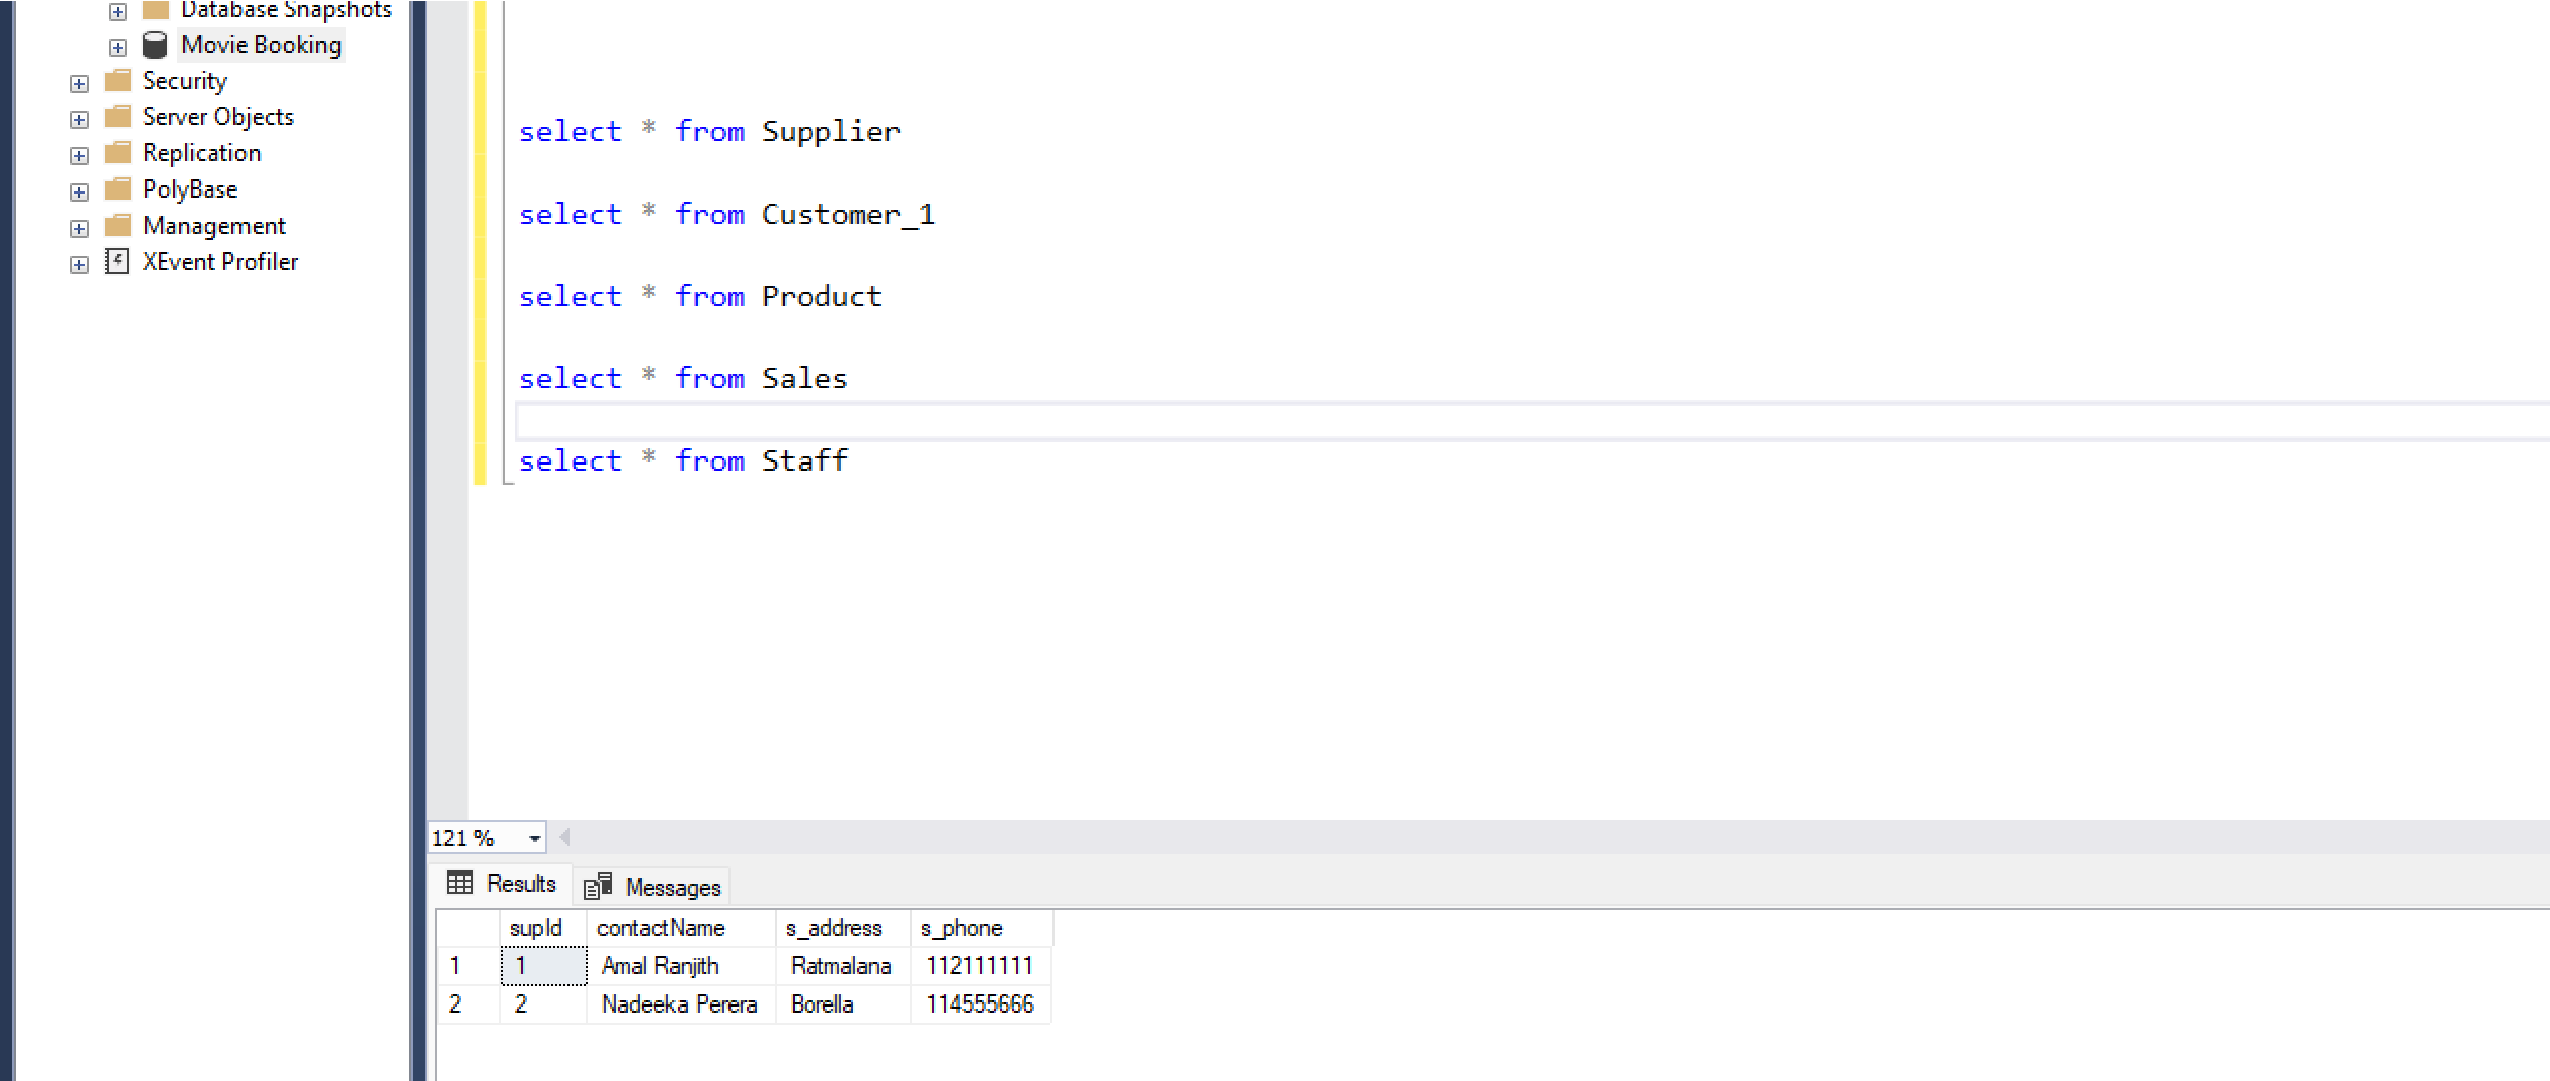 Database Snapshots
Movie Booking
Security
Server Objects
Replication
PolyBase
Management
XEvent Profiler
select * from Supplier
select * from Customer_1
select * from Product
select * from Sales
select * from Staff
121 %
Results Messages
supId contactName s_address s_phone
1 1 Amal Ranjith Ratmalana 112111111
2 2 Nadeeka Perera Borella 114555666